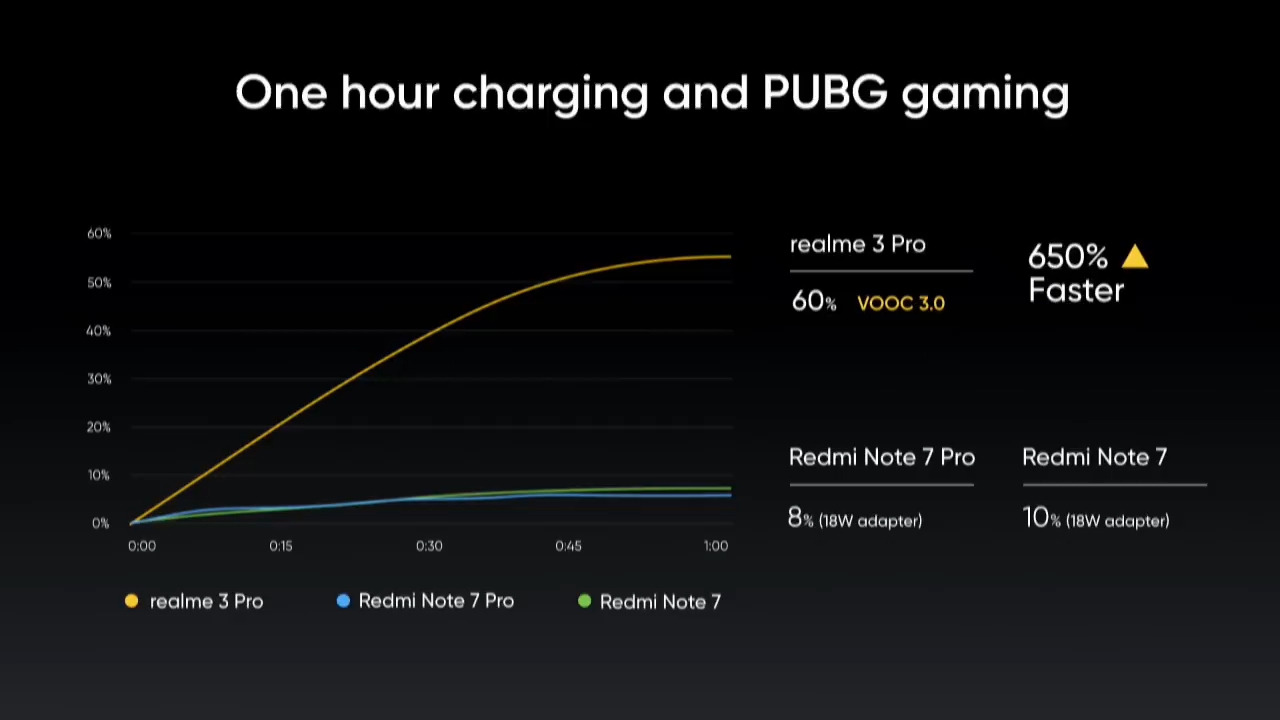 One hour charging and PUBG gaming
60%
50%
40%
30%
20%
10%
0%
0:00 0:15 0:30 0:45 1:00
realme 3 Pro Redmi Note 7 Pro Redmi Note 7
realme 3 Pro
60% VOOC 3.0
650%
Faster
Redmi Note 7 Pro
8% (18W adapter)
Redmi Note 7
10% (18W adapter)